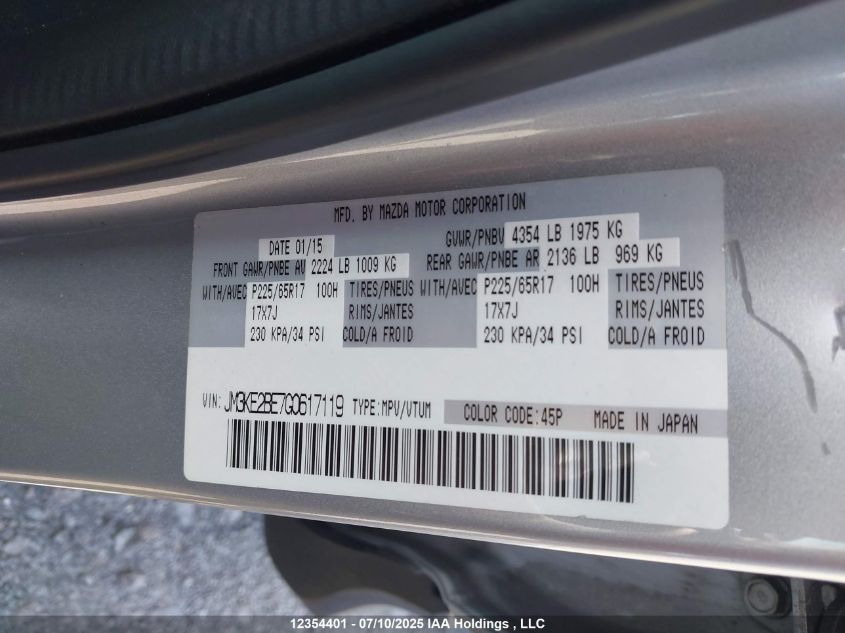 MFD. BY MAZDA MOTOR CORPORATION
DATE 01/15 GVWR/PNBV 4354 LB 1975 KG
FRONT GAWR/PNBE AV 2224 LB 1009 KG REAR GAWR/PNBE AR 2136 LB 969 KG
WITH/AVEC P225/65R17 100H TIRES/PNEUS WITH/AVEC P225/65R17 100H TIRES/PNEUS
17X7J RIMS/JANTES 17X7J RIMS/JANTES
230 KPA/34 PSI COLD/A FROID 230 KPA/34 PSI COLD/A FROID
VIN: JM3KE2BE7G0617119 TYPE:MPV/VTUM COLOR CODE:45P MADE IN JAPAN
12354401 - 07/10/2025 IAA Holdings , LLC